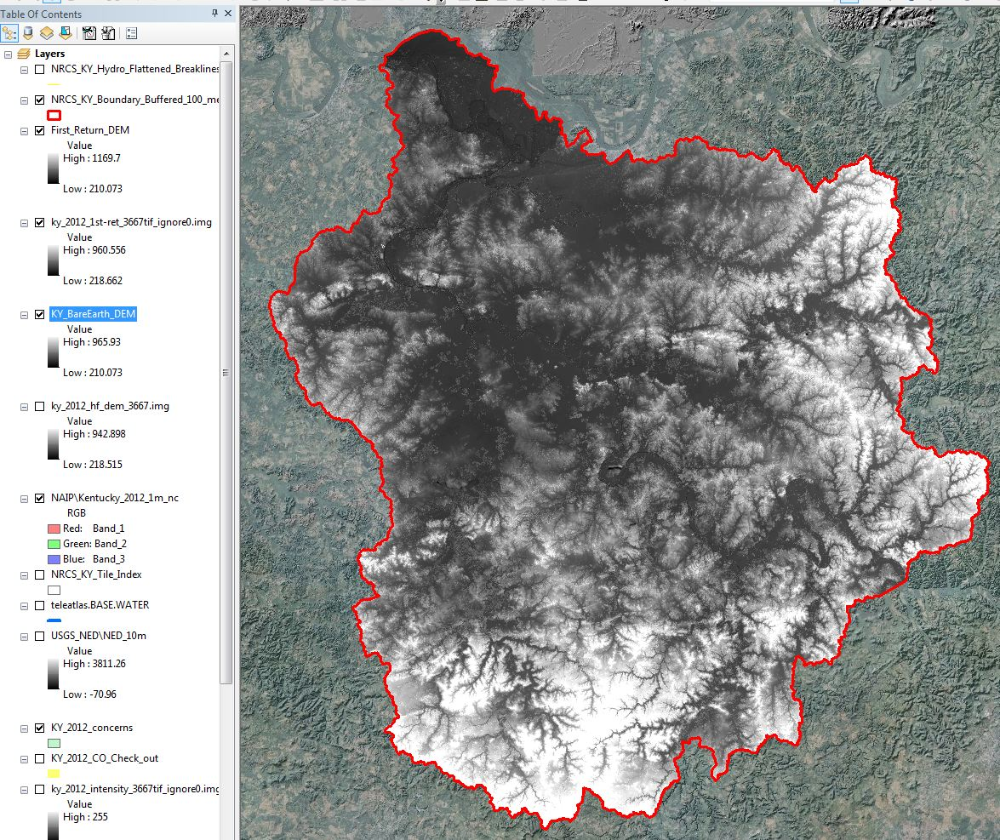 Table Of Contents
Layers
NRCS_KY_Hydro_Flattened_Breaklines
NRCS_KY_Boundary_Buffered_100_me
First_Return_DEM
Value
High : 1169.7
Low : 210.073
ky_2012_1st-ret_3667tif_ignore0.img
Value
High : 960.556
Low : 218.662
KY_BareEarth_DEM
Value
High : 965.93
Low : 210.073
ky_2012_hf_dem_3667.img
Value
High : 942.898
Low : 218.515
NAIP\Kentucky_2012_1m_nc
RGB
Red: Band_1
Green: Band_2
Blue: Band_3
NRCS_KY_Tile_Index
teleatlas.BASE.WATER
USGS_NED\NED_10m
Value
High : 3811.26
Low : -70.96
KY_2012_concerns
KY_2012_CO_Check_out
ky_2012_intensity_3667tif_ignore0.img
Value
High : 255